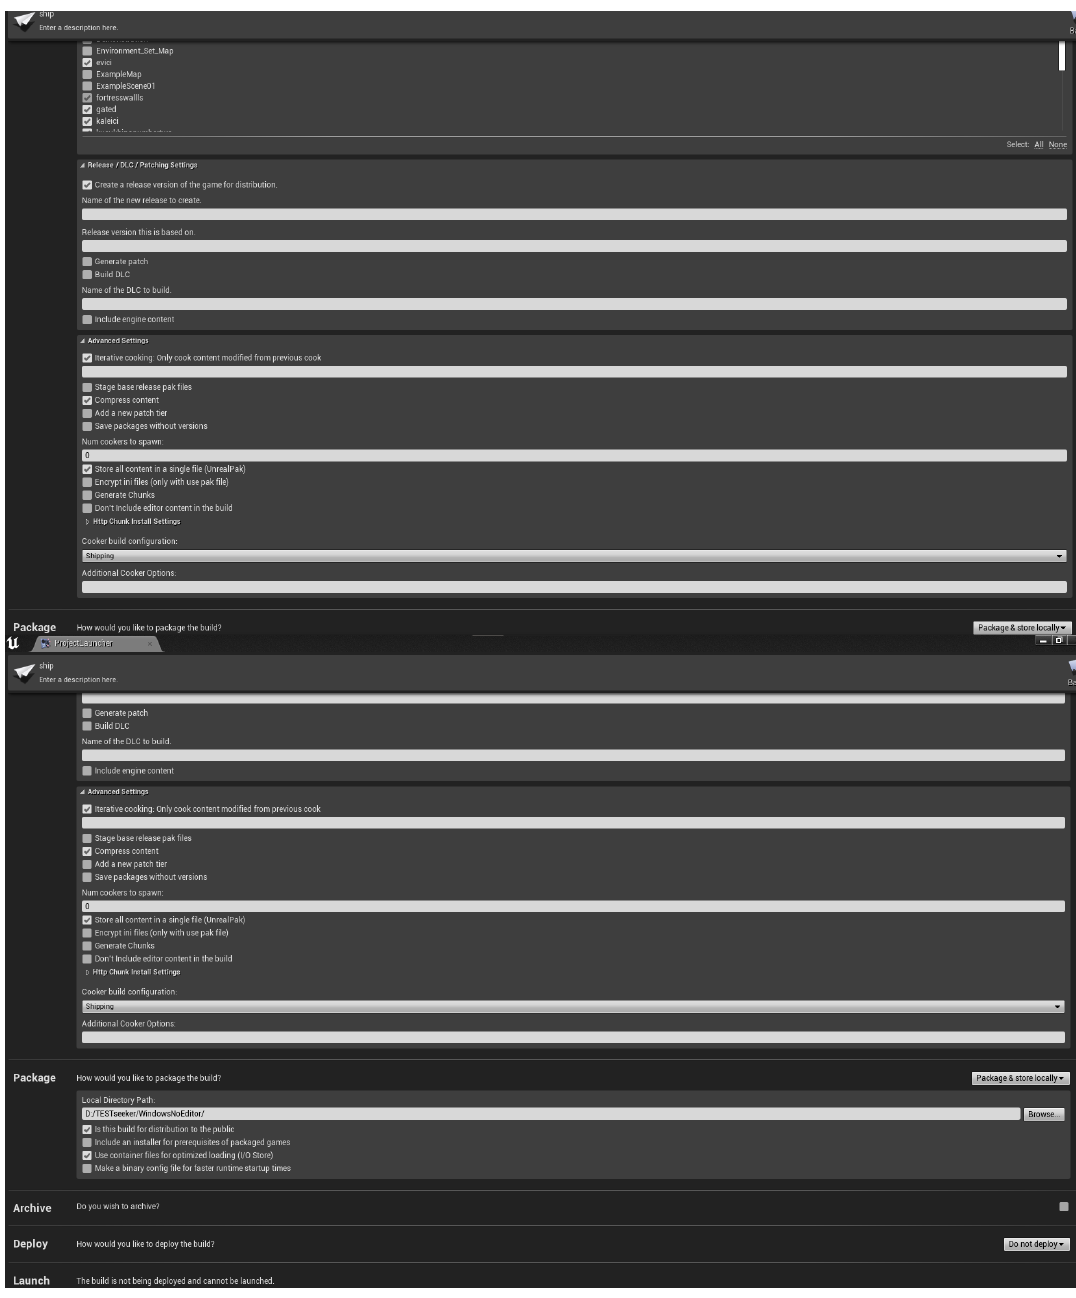 ship
Enter a description here.
Environment_Set_Map
evici
ExampleMap
ExampleScene01
fortresswallls
gated
kaleici
Select: All None
Release / DLC / Patching Settings
Create a release version of the game for distribution.
Name of the new release to create.
Release version this is based on.
Generate patch
Build DLC
Name of the DLC to build.
Include engine content
Advanced Settings
Iterative cooking: Only cook content modified from previous cook
Stage base release pak files
Compress content
Add a new patch tier
Save packages without versions
Num cookers to spawn:
0
Store all content in a single file (UnrealPak)
Encrypt ini files (only with use pak file)
Generate Chunks
Don't Include editor content in the build
Http Chunk Install Settings
Cooker build configuration:
Shipping
Additional Cooker Options:
Package How would you like to package the build? Package & store locally
ProjectLauncher
ship
Enter a description here.
Ba
Generate patch
Build DLC
Name of the DLC to build.
Include engine content
Advanced Settings
Iterative cooking: Only cook content modified from previous cook
Stage base release pak files
Compress content
Add a new patch tier
Save packages without versions
Num cookers to spawn:
0
Store all content in a single file (UnrealPak)
Encrypt ini files (only with use pak file)
Generate Chunks
Don't Include editor content in the build
Http Chunk Install Settings
Cooker build configuration:
Shipping
Additional Cooker Options:
Package How would you like to package the build? Package & store locally
Local Directory Path:
D:/TESTseeker/WindowsNoEditor/ Browse...
Is this build for distribution to the public
Include an installer for prerequisites of packaged games
Use container files for optimized loading (I/O Store)
Make a binary config file for faster runtime startup times
Archive Do you wish to archive?
Deploy How would you like to deploy the build? Do not deploy
Launch The build is not being deployed and cannot be launched.